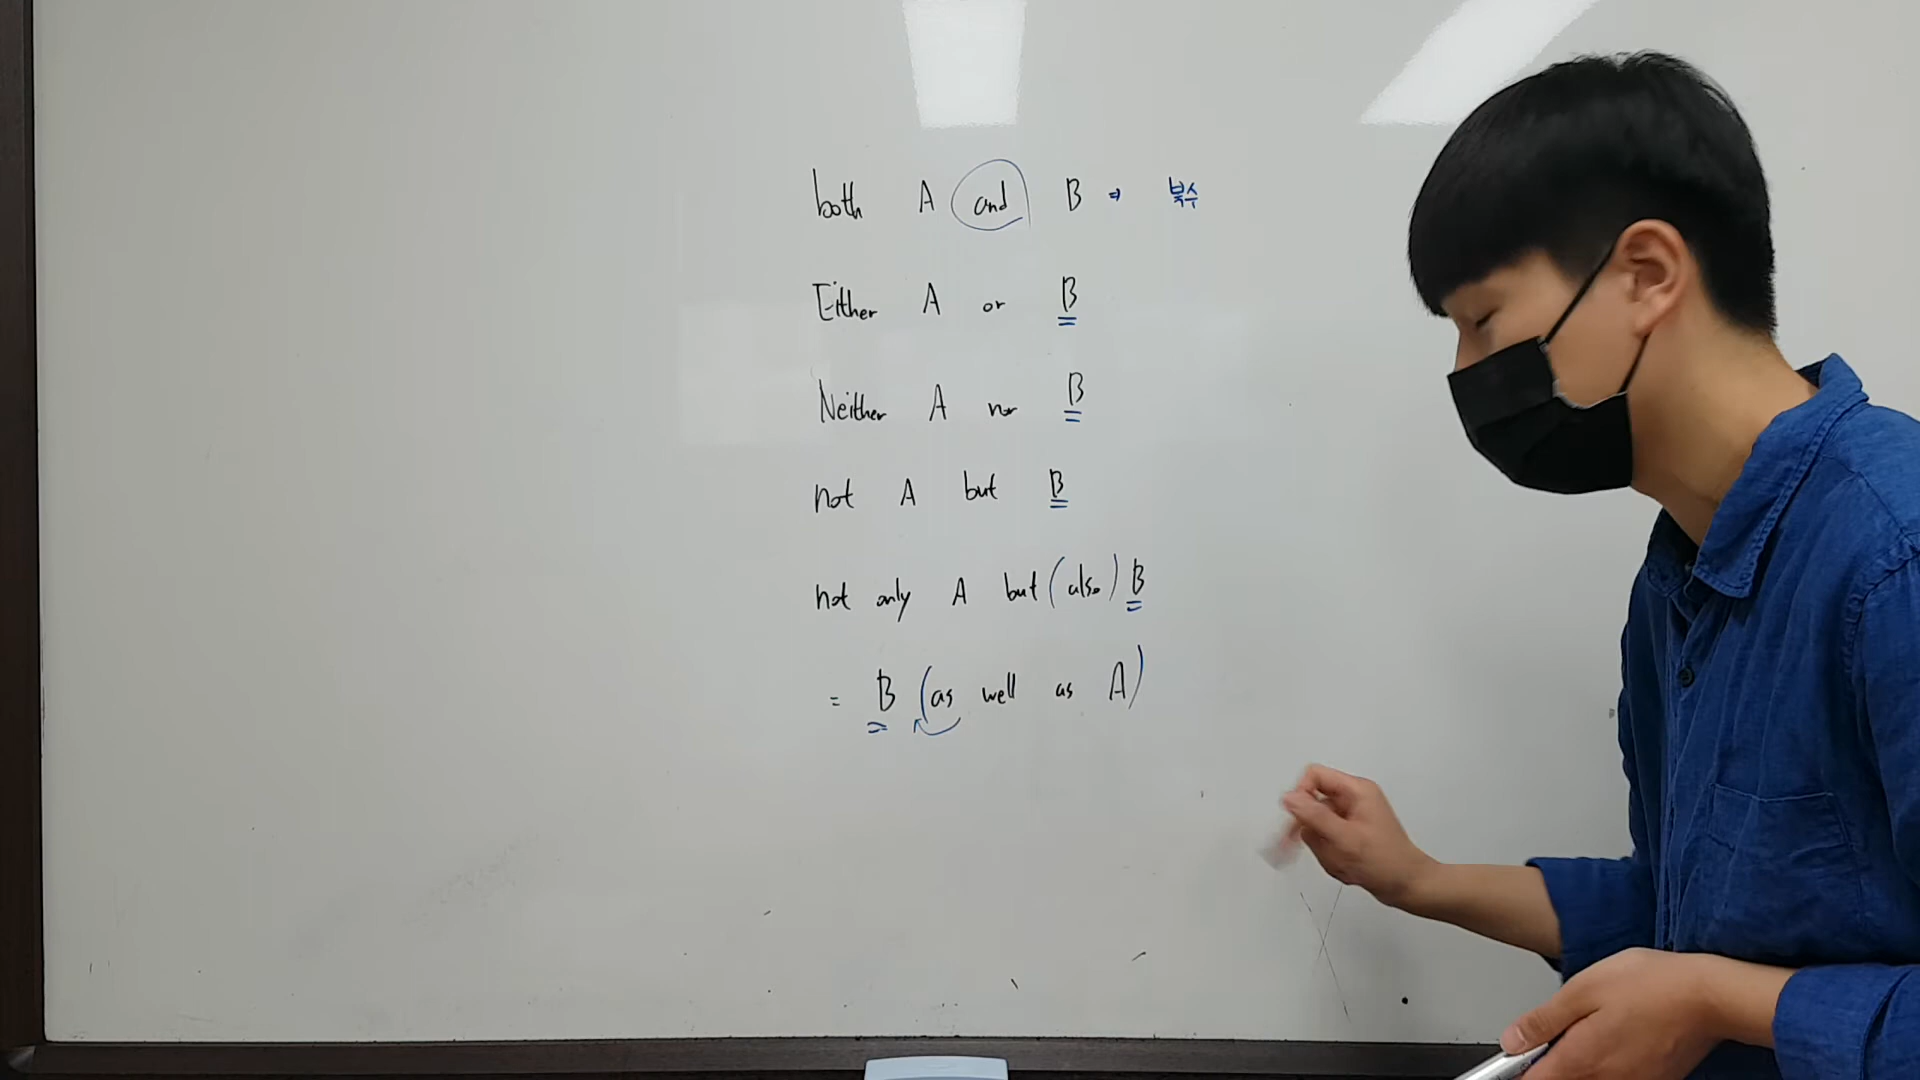 both A and B ⇒ 복수
Either A or B
Neither A nor B
not A but B
not only A but (also) B
= B (as well as A)